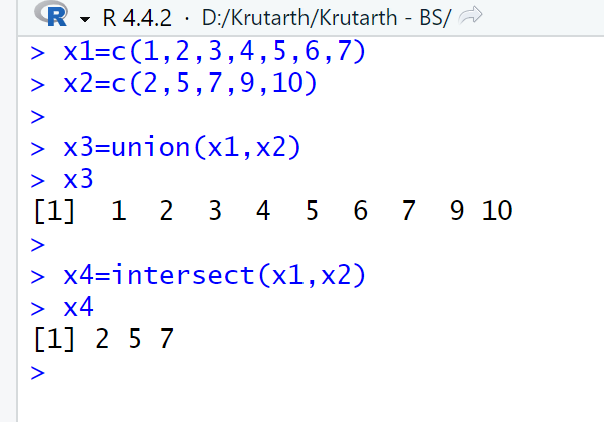 R R 4.4.2 · D:/Krutarth/Krutarth - BS/
> x1=c(1,2,3,4,5,6,7)
> x2=c(2,5,7,9,10)
>
> x3=union(x1,x2)
> x3
[1]  1  2  3  4  5  6  7  9 10
>
> x4=intersect(x1,x2)
> x4
[1] 2 5 7
>